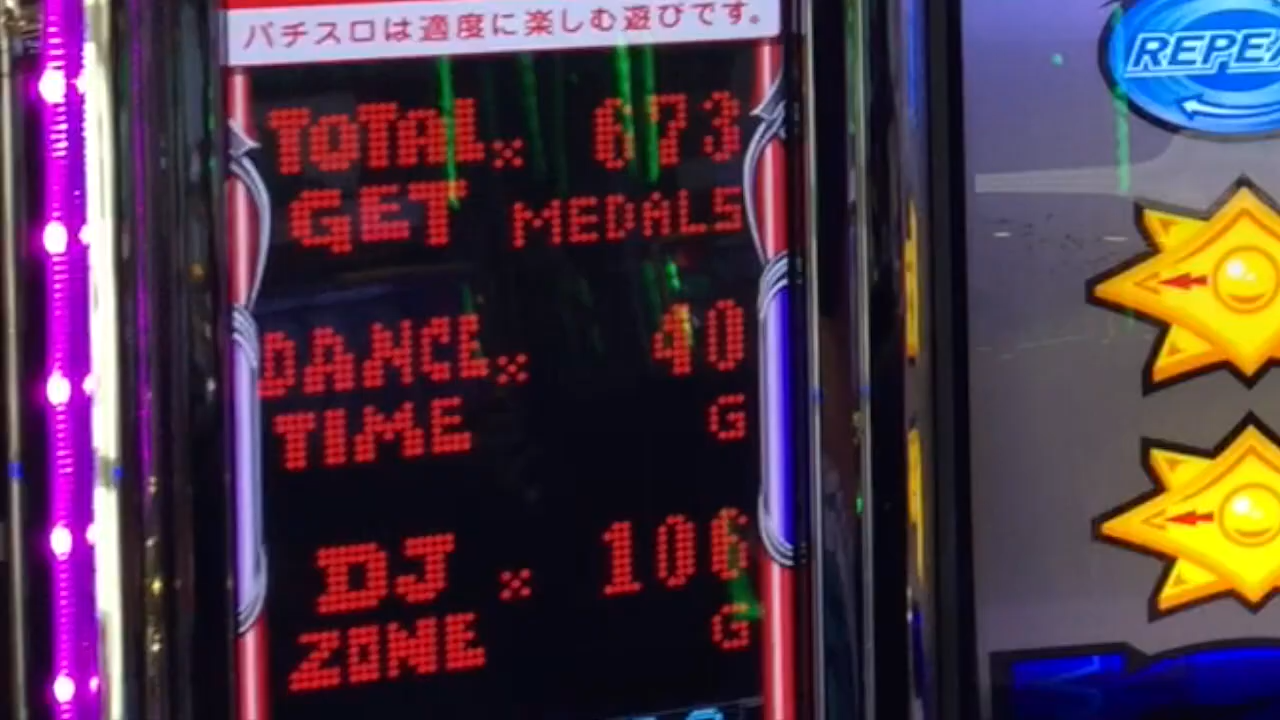 パチスロは適度に楽しむ遊びです。
TOTAL× 673
GET MEDALS
DANCE× 40
TIME G
DJ × 106
ZONE G